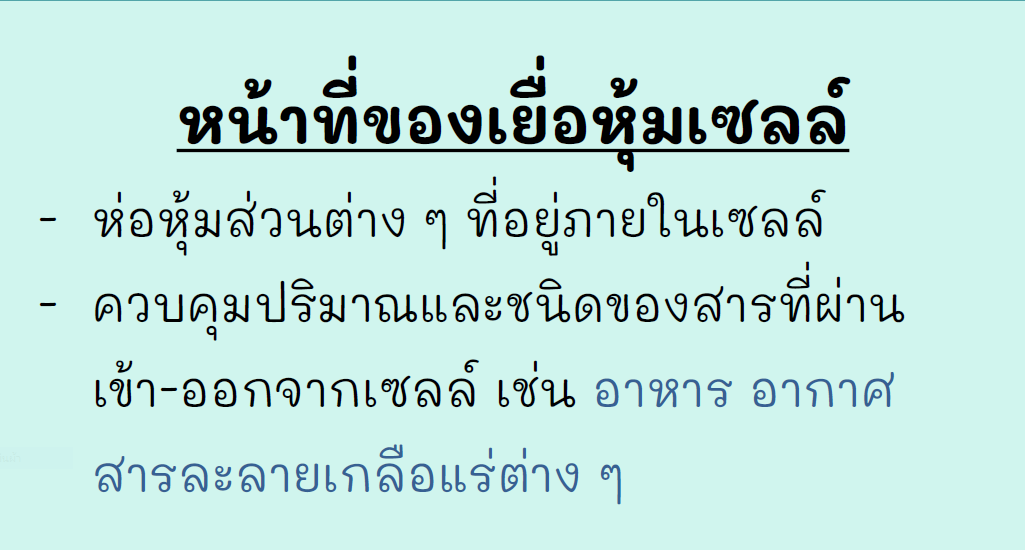 หน้าที่ของเยื่อหุ้มเซลล์
- ห่อหุ้มส่วนต่าง ๆ ที่อยู่ภายในเซลล์
- ควบคุมปริมาณและชนิดของสารที่ผ่าน
เข้า-ออกจากเซลล์ เช่น อาหาร อากาศ
สารละลายเกลือแร่ต่าง ๆ